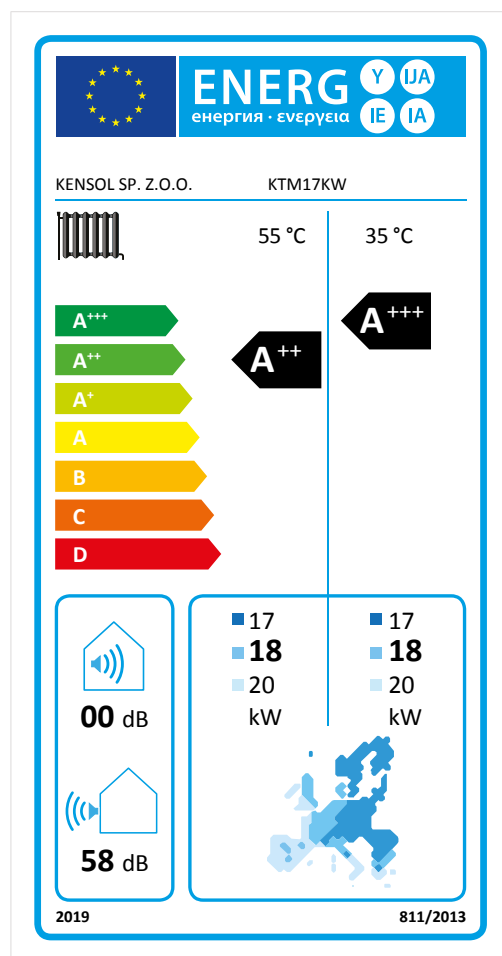 ENERG Y IJA
енергия · ενεργεια IE IA
KENSOL SP. Z.O.O. KTM17KW
55 °C 35 °C
A+++ A+++
A++ A++
A+
A
B
C
D
17 17
18 18
20 20
kW kW
00 dB
58 dB
2019 811/2013